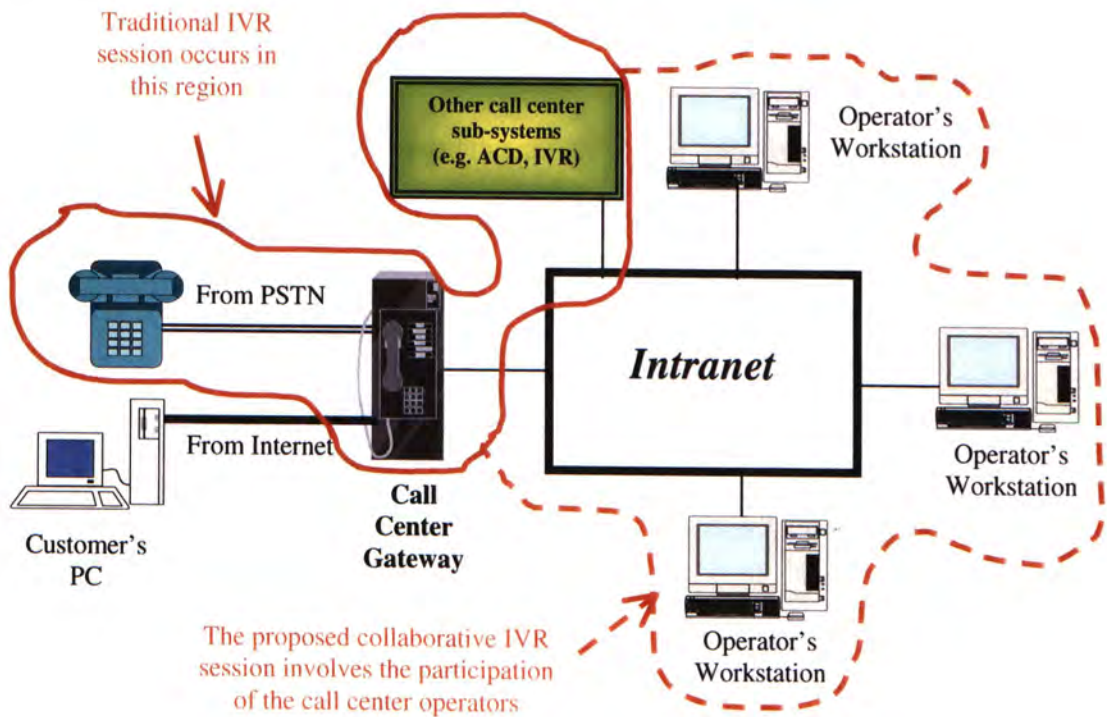 Traditional IVR
session occurs in
this region
Other call center
sub-systems
(e.g. ACD, IVR)
Operator's
Workstation
From PSTN
Intranet
From Internet
Operator's
Workstation
Customer's
PC
Call
Center
Gateway
Operator's
Workstation
The proposed collaborative IVR
session involves the participation
of the call center operators